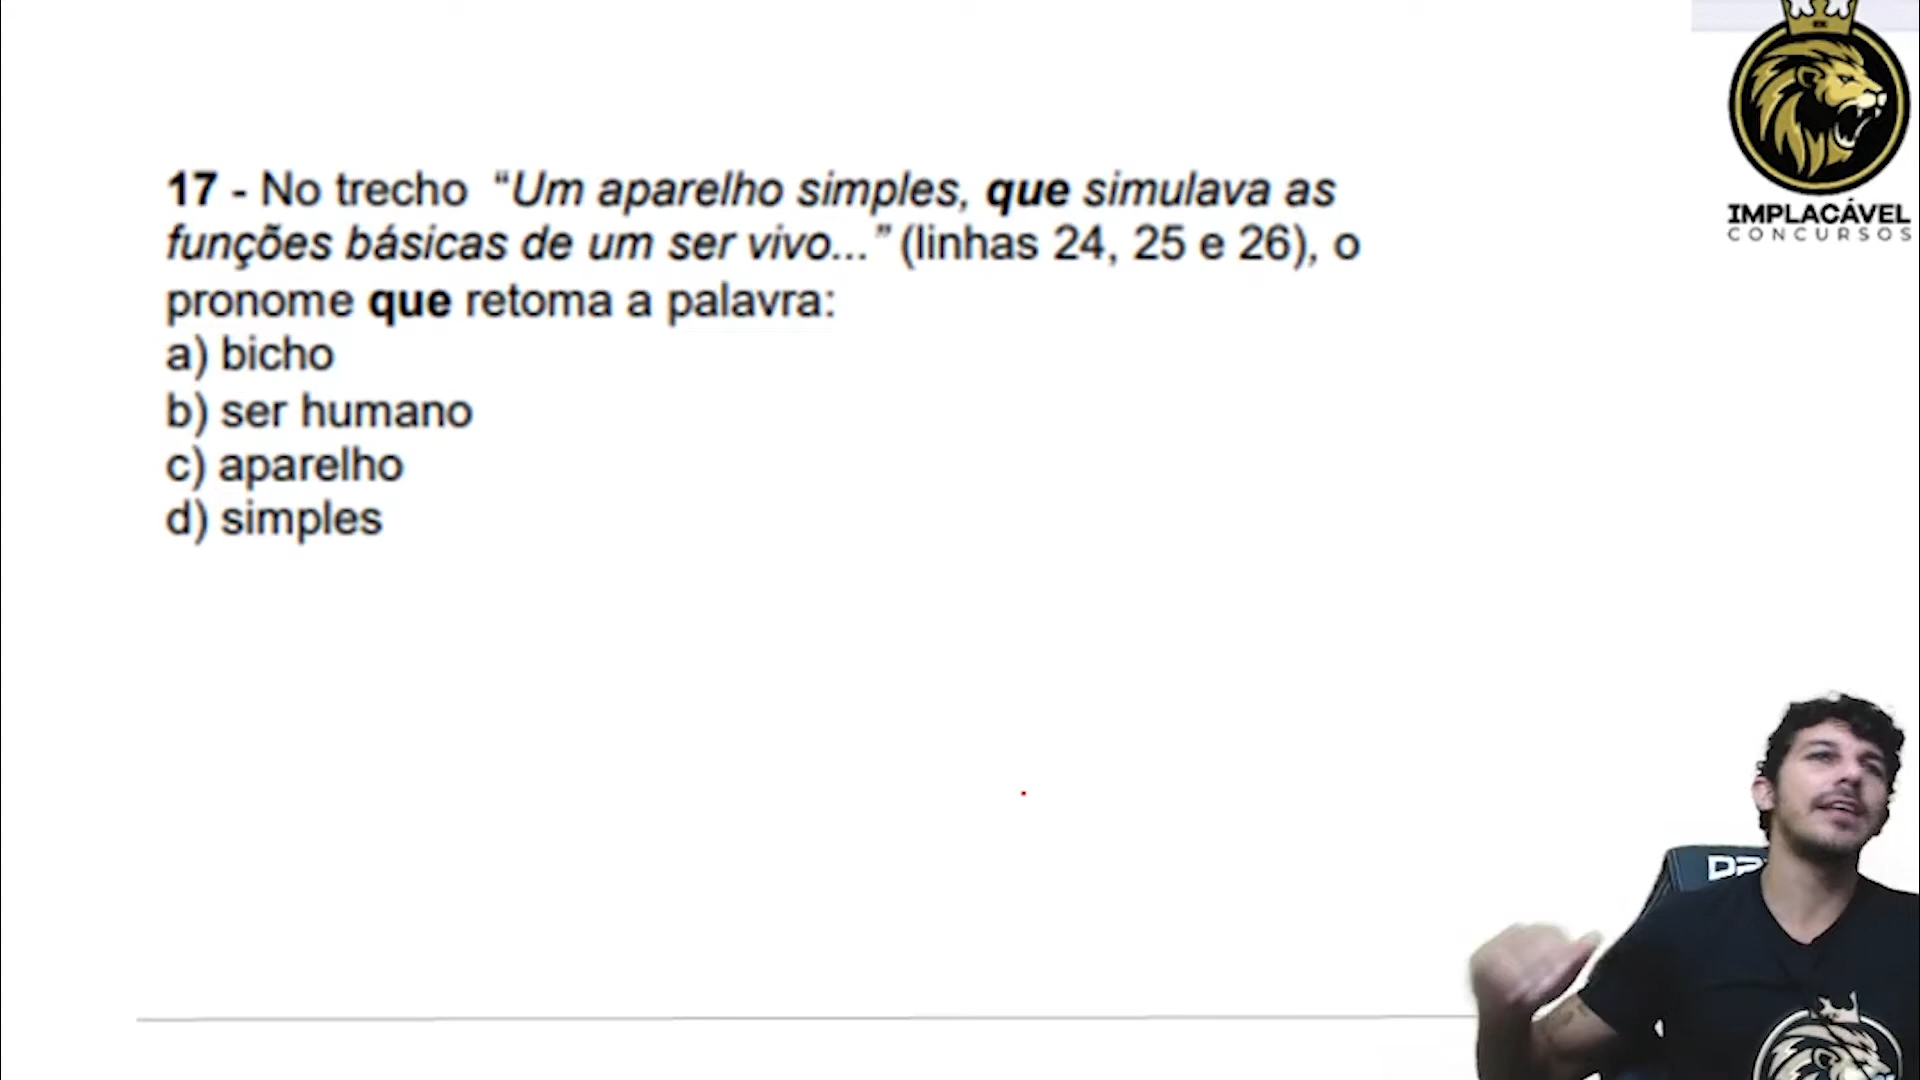 17 - No trecho “Um aparelho simples, que simulava as
funções básicas de um ser vivo...” (linhas 24, 25 e 26), o
pronome que retoma a palavra:
a) bicho
b) ser humano
c) aparelho
d) simples
IMPLACÁVEL
CONCURSOS